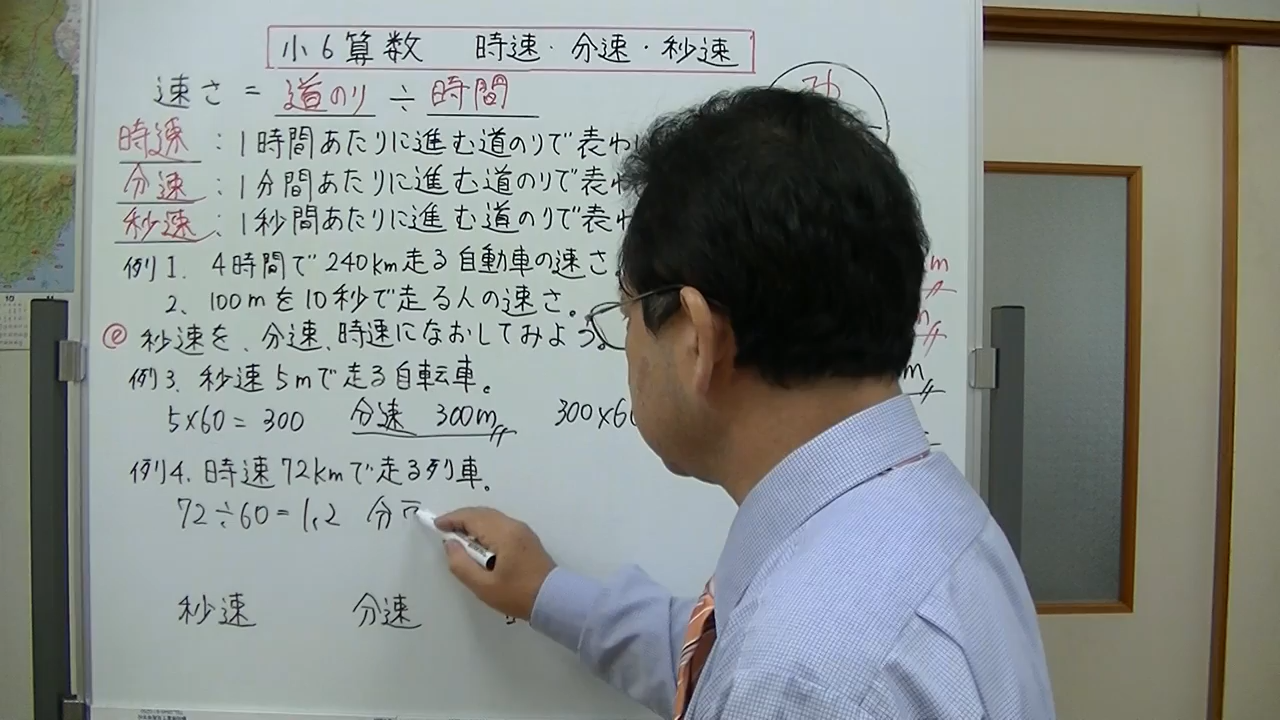 小6算数 時速・分速・秒速
速さ = 道のり ÷ 時間
時速 : 1時間あたりに進む道のりで表わ
分速 : 1分間あたりに進む道のりで表わ
秒速 : 1秒間あたりに進む道のりで表わ
例1. 4時間で240km走る自動車の速さ。
2. 100mを10秒で走る人の速さ。
秒速を、分速、時速になおしてみよう。
例3. 秒速5mで走る自転車。
5×60=300 分速 300m 300×60
例4. 時速72kmで走る列車。
72÷60=1.2 分
秒速 分速